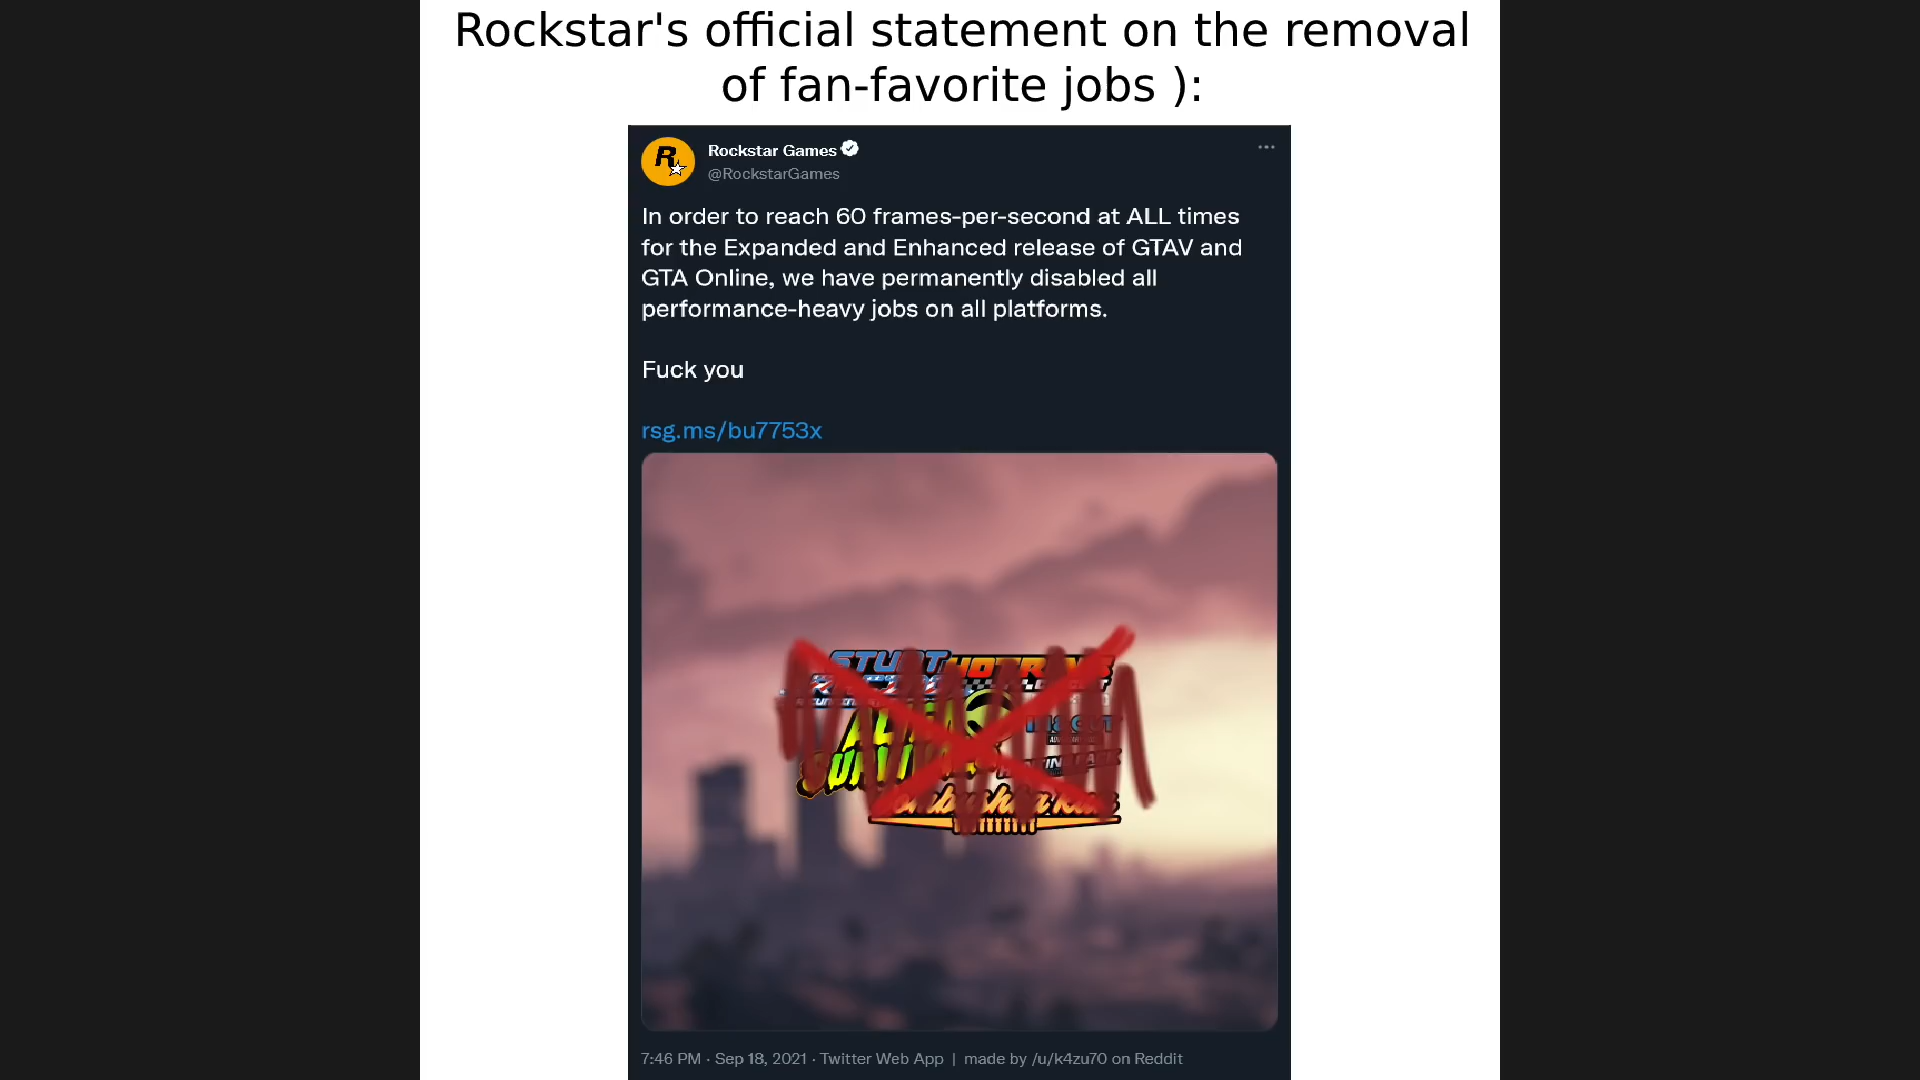 Rockstar's official statement on the removal
of fan-favorite jobs ):
Rockstar Games
@RockstarGames
In order to reach 60 frames-per-second at ALL times
for the Expanded and Enhanced release of GTAV and
GTA Online, we have permanently disabled all
performance-heavy jobs on all platforms.
Fuck you
rsg.ms/bu7753x
7:46 PM · Sep 18, 2021 · Twitter Web App | made by /u/k4zu70 on Reddit